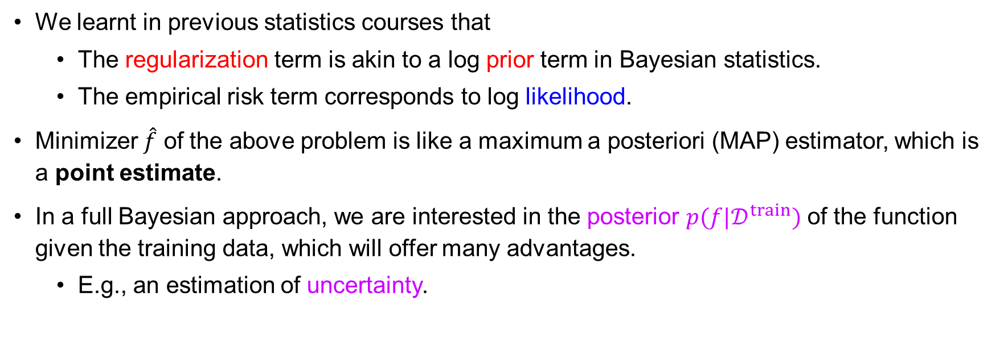 • We learnt in previous statistics courses that
• The regularization term is akin to a log prior term in Bayesian statistics.
• The empirical risk term corresponds to log likelihood.
• Minimizer f̂ of the above problem is like a maximum a posteriori (MAP) estimator, which is
a point estimate.
• In a full Bayesian approach, we are interested in the posterior p(f|𝒟^train) of the function
given the training data, which will offer many advantages.
• E.g., an estimation of uncertainty.